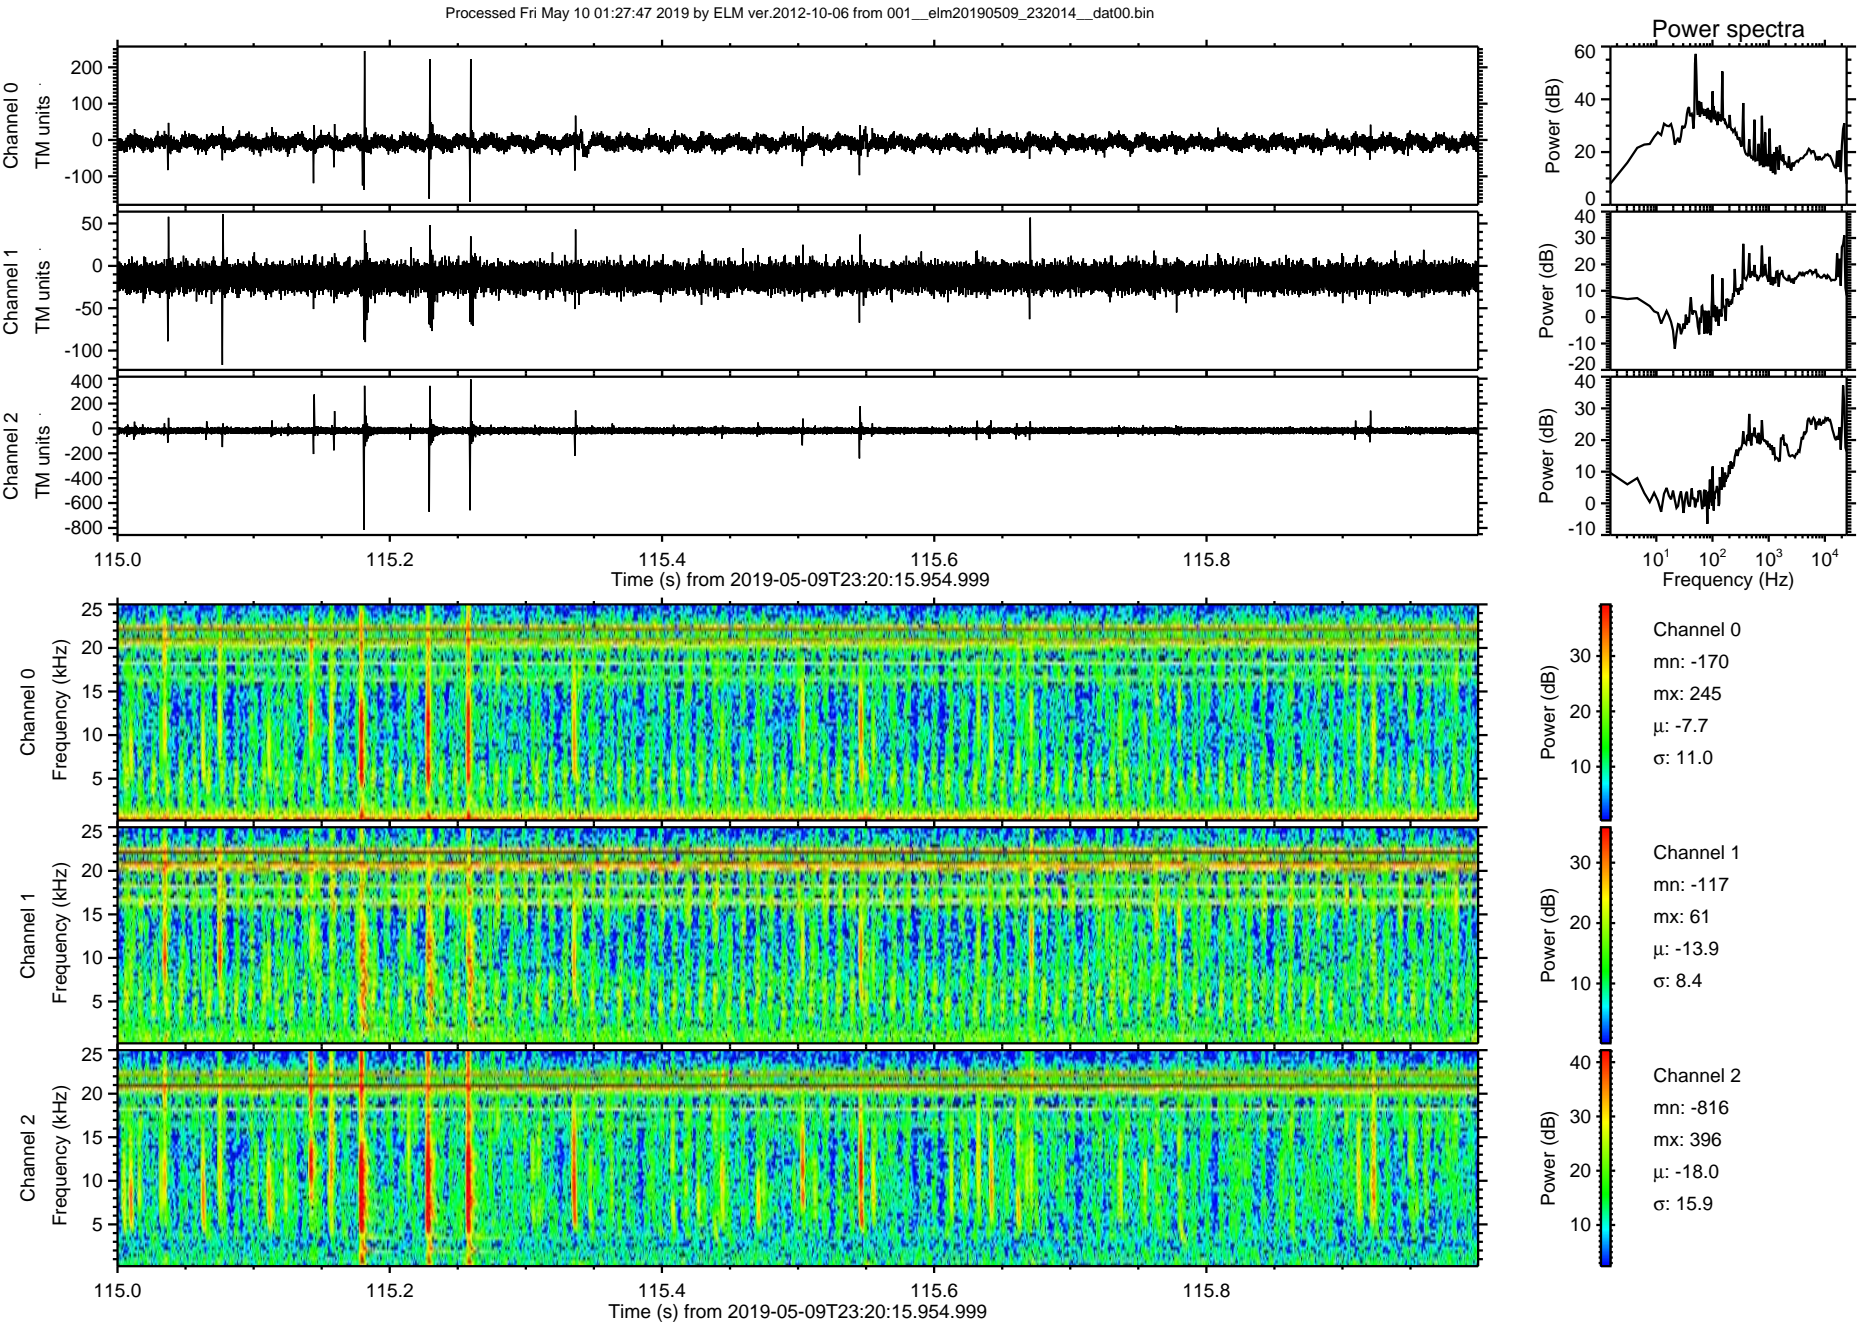 Processed Fri May 10 01:27:47 2019 by ELM ver.2012-10-06 from 001__elm20190509_232014__dat00.bin
Power spectra
Channel 0
TM units
200
100
0
-100
Power (dB)
60
40
20
0
Channel 1
TM units
50
0
-50
-100
Power (dB)
40
30
20
10
0
-10
-20
Channel 2
TM units
400
200
0
-200
-400
-600
-800
Power (dB)
40
30
20
10
0
-10
115.0 115.2 115.4 115.6 115.8
Time (s) from 2019-05-09T23:20:15.954.999
10¹ 10² 10³ 10⁴
Frequency (Hz)
Channel 0
Frequency (kHz)
25
20
15
10
5
Power (dB)
30
20
10
Channel 0
mn: -170
mx: 245
μ: -7.7
σ: 11.0
Channel 1
Frequency (kHz)
25
20
15
10
5
Power (dB)
30
20
10
Channel 1
mn: -117
mx: 61
μ: -13.9
σ: 8.4
Channel 2
Frequency (kHz)
25
20
15
10
5
Power (dB)
40
30
20
10
Channel 2
mn: -816
mx: 396
μ: -18.0
σ: 15.9
115.0 115.2 115.4 115.6 115.8
Time (s) from 2019-05-09T23:20:15.954.999